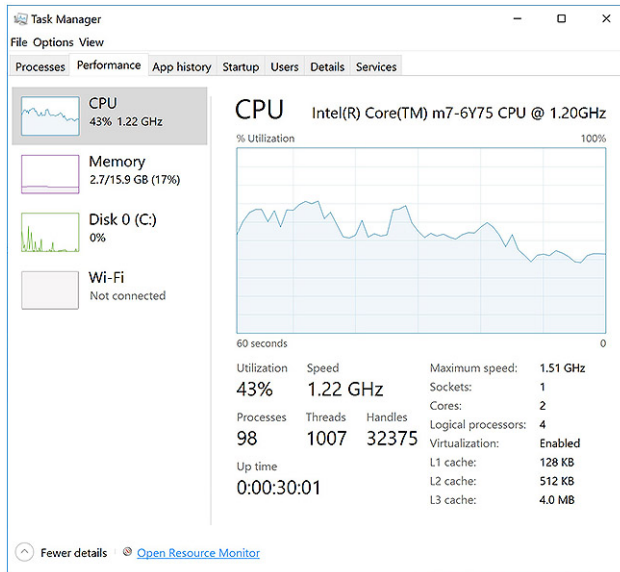 Task Manager
File Options View
Processes Performance App history Startup Users Details Services
CPU
43% 1.22 GHz
Memory
2.7/15.9 GB (17%)
Disk 0 (C:)
0%
Wi-Fi
Not connected
CPU Intel(R) Core(TM) m7-6Y75 CPU @ 1.20GHz
% Utilization 100%
60 seconds 0
Utilization Speed
43% 1.22 GHz
Processes Threads Handles
98 1007 32375
Up time
0:00:30:01
Maximum speed: 1.51 GHz
Sockets: 1
Cores: 2
Logical processors: 4
Virtualization: Enabled
L1 cache: 128 KB
L2 cache: 512 KB
L3 cache: 4.0 MB
Fewer details Open Resource Monitor